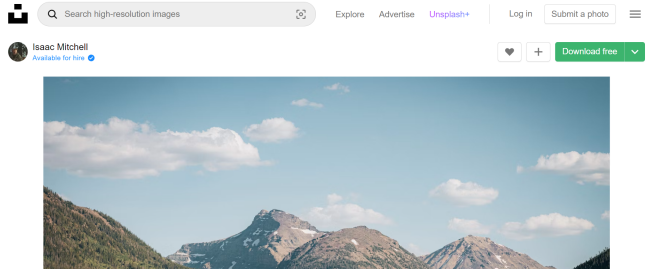 Search high-resolution images
Explore Advertise Unsplash+ Log in Submit a photo
Isaac Mitchell
Available for hire
Download free